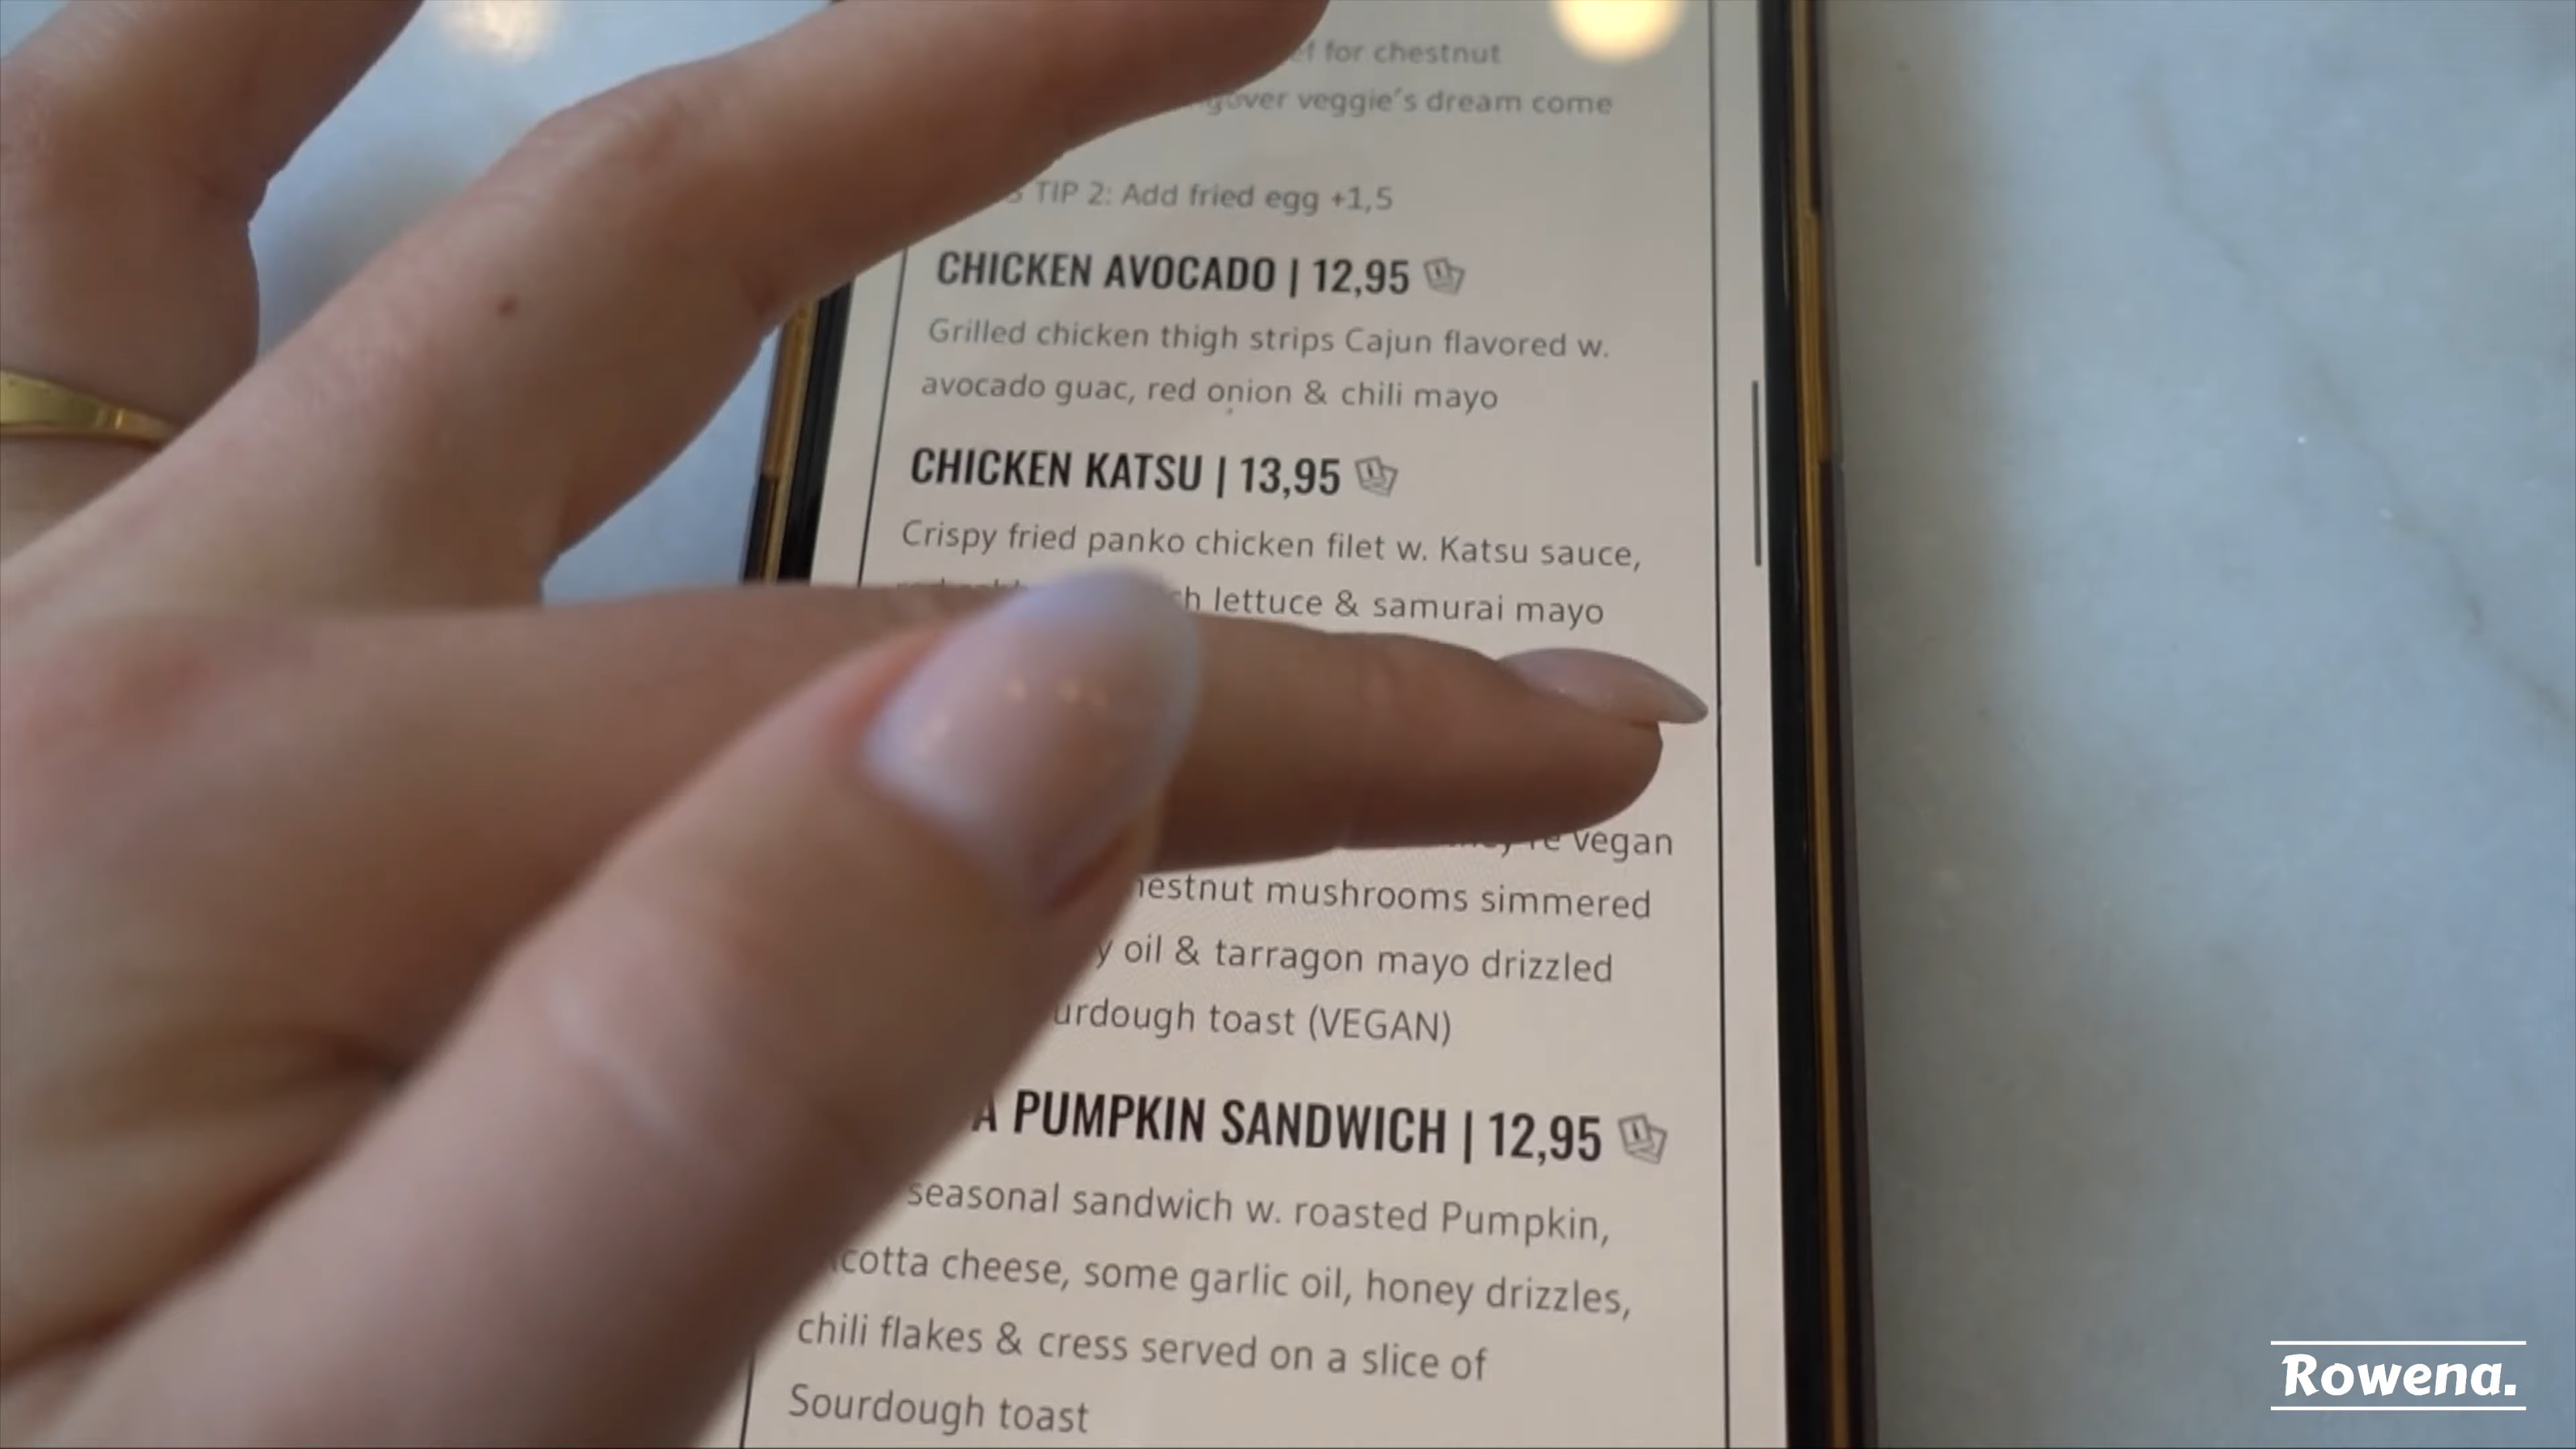 for chestnut
veggie's dream come
TIP 2: Add fried egg +1,5
CHICKEN AVOCADO | 12,95
Grilled chicken thigh strips Cajun flavored w.
avocado guac, red onion & chili mayo
CHICKEN KATSU | 13,95
Crispy fried panko chicken filet w. Katsu sauce,
lettuce & samurai mayo
vegan
mushrooms simmered
oil & tarragon mayo drizzled
toast (VEGAN)
PUMPKIN SANDWICH | 12,95
seasonal sandwich w. roasted Pumpkin,
cheese, some garlic oil, honey drizzles,
chili flakes & cress served on a slice of
Sourdough toast
Rowena.